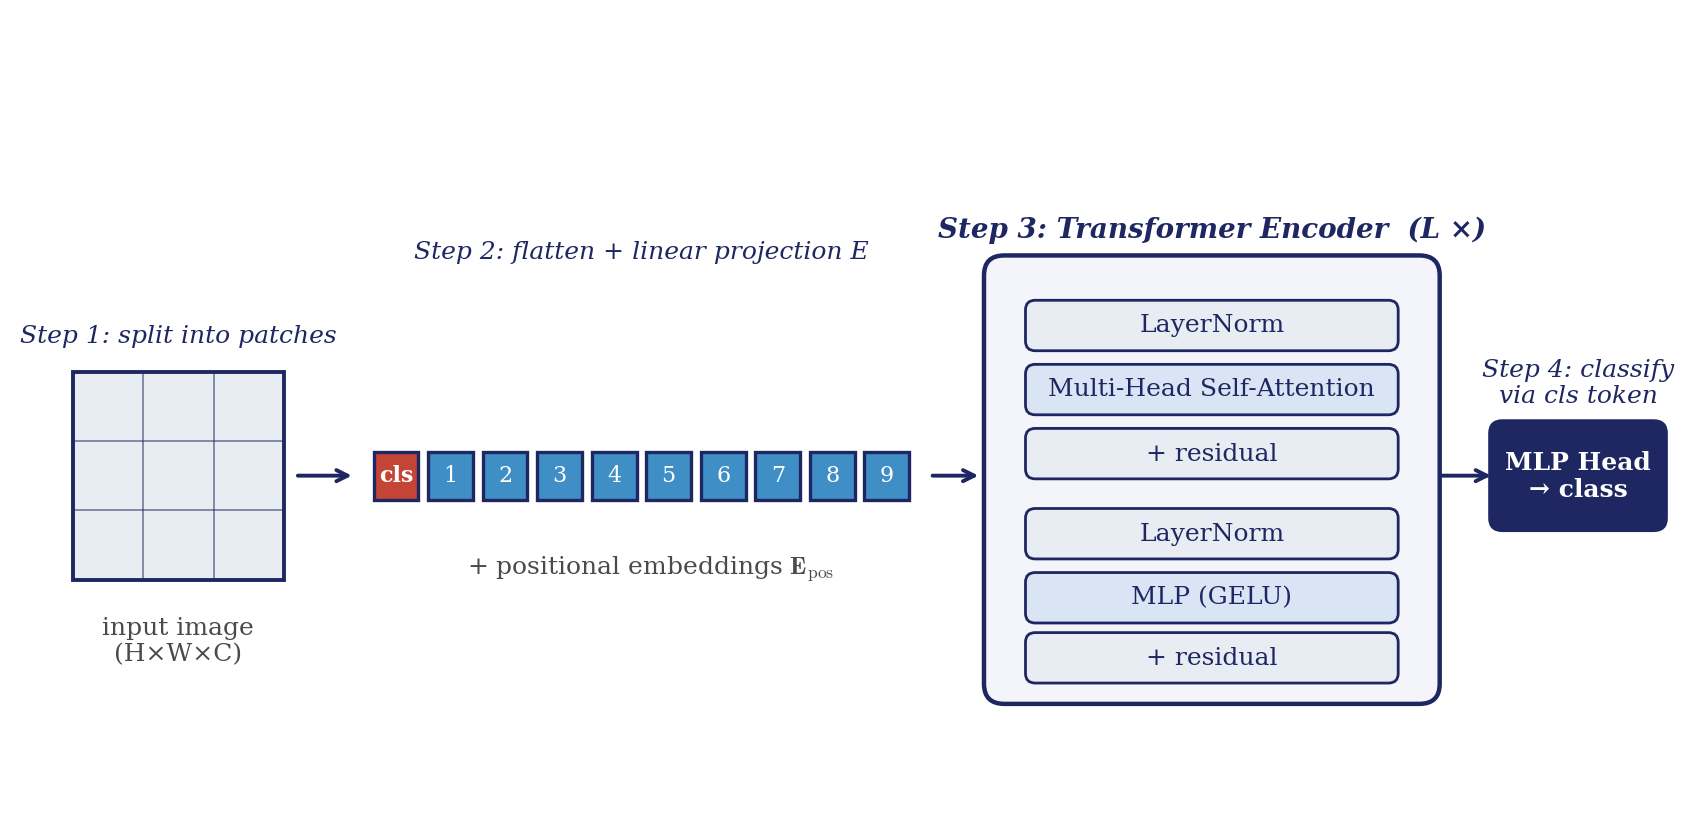 Step 1: split into patches
input image
(H×W×C)
Step 2: flatten + linear projection E
cls 1 2 3 4 5 6 7 8 9
+ positional embeddings E_pos
Step 3: Transformer Encoder (L ×)
LayerNorm
Multi-Head Self-Attention
+ residual
LayerNorm
MLP (GELU)
+ residual
Step 4: classify
via cls token
MLP Head
→ class